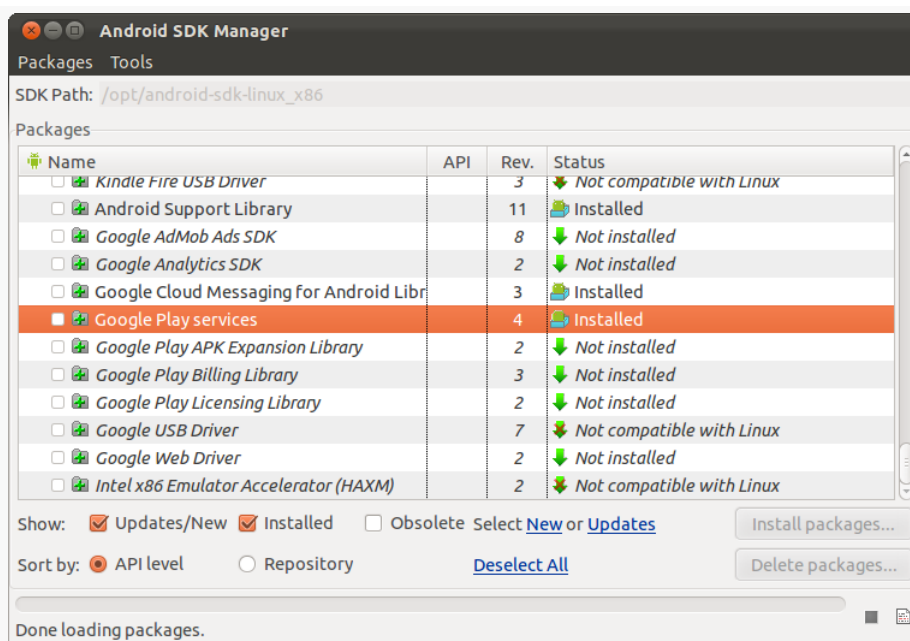 Android SDK Manager
Packages Tools
SDK Path: /opt/android-sdk-linux_x86
Packages
Name API Rev. Status
Kindle Fire USB Driver 3 Not compatible with Linux
Android Support Library 11 Installed
Google AdMob Ads SDK 8 Not installed
Google Analytics SDK 2 Not installed
Google Cloud Messaging for Android Libr 3 Installed
Google Play services 4 Installed
Google Play APK Expansion Library 2 Not installed
Google Play Billing Library 3 Not installed
Google Play Licensing Library 2 Not installed
Google USB Driver 7 Not compatible with Linux
Google Web Driver 2 Not installed
Intel x86 Emulator Accelerator (HAXM) 2 Not compatible with Linux
Show: Updates/New Installed Obsolete Select New or Updates Install packages...
Sort by: API level Repository Deselect All Delete packages...
Done loading packages.